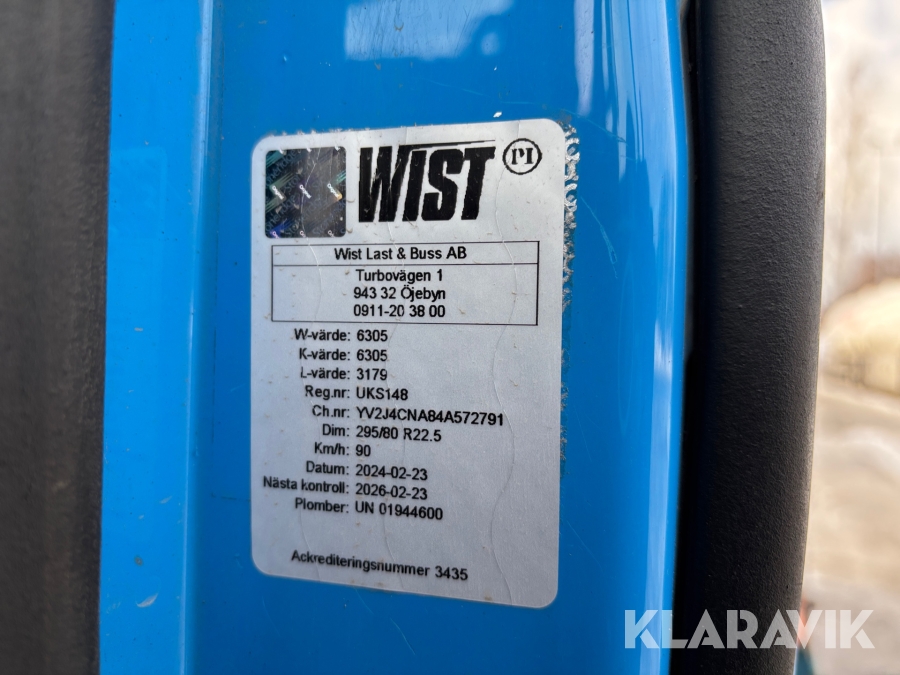 WIST PI
Wist Last & Buss AB
Turbovägen 1
943 32 Öjebyn
0911-20 38 00
W-värde: 6305
K-värde: 6305
L-värde: 3179
Reg.nr: UKS148
Ch.nr: YV2J4CNA84A572791
Dim: 295/80 R22.5
Km/h: 90
Datum: 2024-02-23
Nästa kontroll: 2026-02-23
Plomber: UN 01944600
Ackrediteringsnummer 3435
KLARAVIK